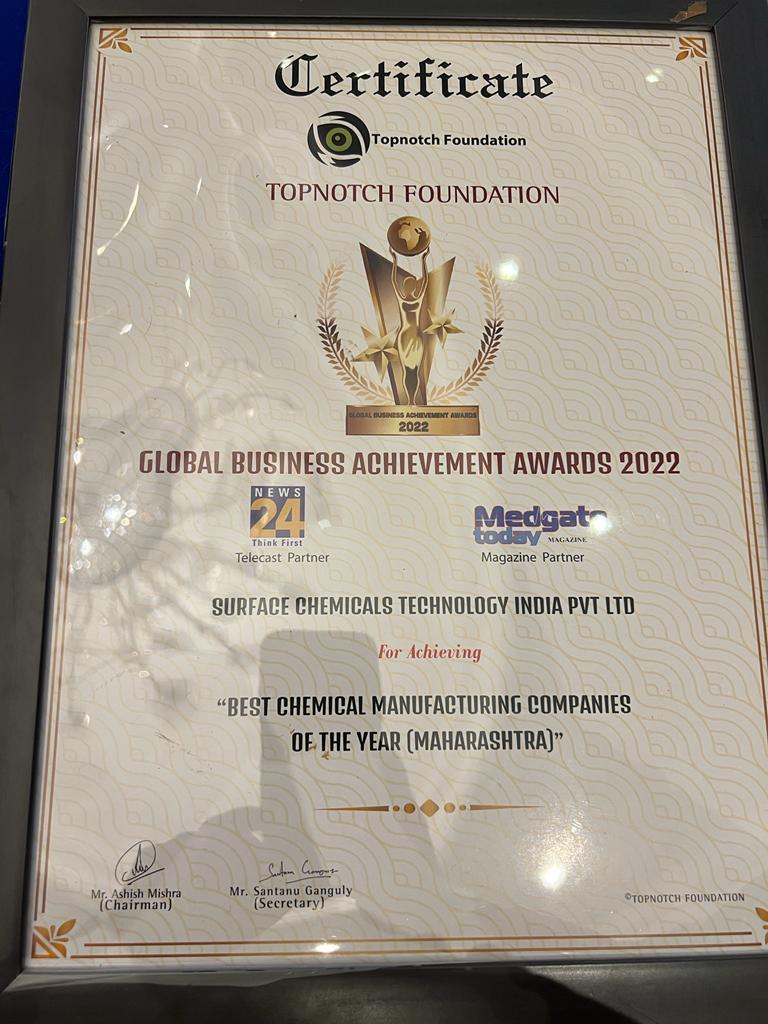 Certificate
Topnotch Foundation
TOPNOTCH FOUNDATION
GLOBAL BUSINESS ACHIEVEMENT AWARDS
2022
GLOBAL BUSINESS ACHIEVEMENT AWARDS 2022
NEWS
24
Think First
Telecast Partner
Medgate
today MAGAZINE
Magazine Partner
SURFACE CHEMICALS TECHNOLOGY INDIA PVT LTD
For Achieving
“BEST CHEMICAL MANUFACTURING COMPANIES
OF THE YEAR (MAHARASHTRA)”
Mr. Ashish Mishra
(Chairman)
Mr. Santanu Ganguly
(Secretary)
©TOPNOTCH FOUNDATION